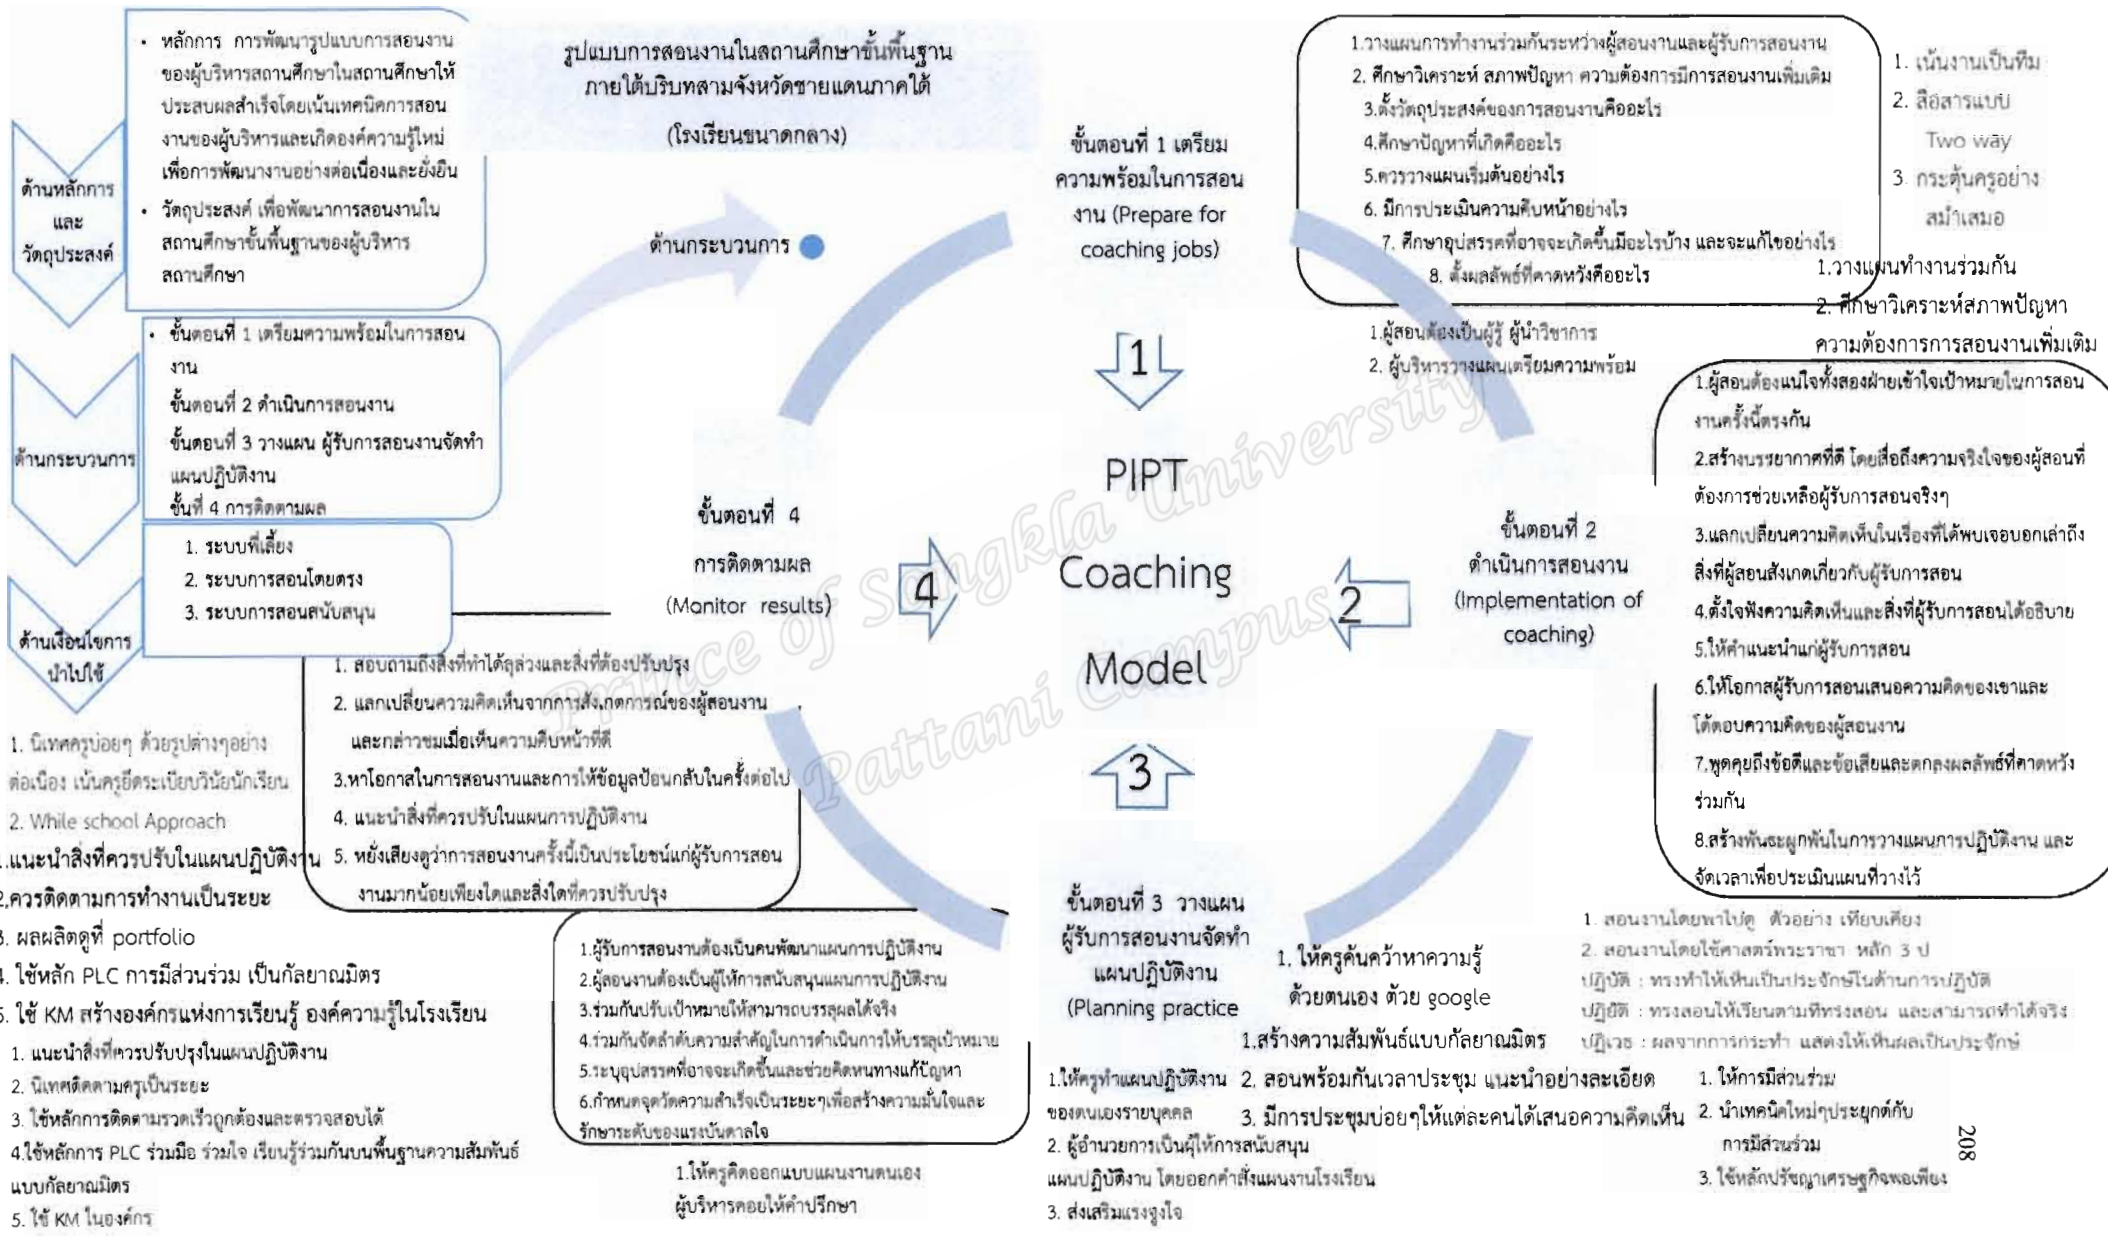 รูปแบบการสอนงานในสถานศึกษาขั้นพื้นฐาน
ภายใต้บริบทสามจังหวัดชายแดนภาคใต้
(โรงเรียนขนาดกลาง)
ด้านหลักการ
และ
วัตถุประสงค์
• หลักการ การพัฒนารูปแบบการสอนงาน
ของผู้บริหารสถานศึกษาในสถานศึกษาให้
ประสบผลสำเร็จโดยเน้นเทคนิคการสอน
งานของผู้บริหารและเกิดองค์ความรู้ใหม่
เพื่อการพัฒนางานอย่างต่อเนื่องและยั่งยืน
• วัตถุประสงค์ เพื่อพัฒนาการสอนงานใน
สถานศึกษาขั้นพื้นฐานของผู้บริหาร
สถานศึกษา
ด้านกระบวนการ
• ขั้นตอนที่ 1 เตรียมความพร้อมในการสอน
งาน
ขั้นตอนที่ 2 ดำเนินการสอนงาน
ขั้นตอนที่ 3 วางแผน ผู้รับการสอนงานจัดทำ
แผนปฏิบัติงาน
ขั้นที่ 4 การติดตามผล
ด้านเงื่อนไขการ
นำไปใช้
1. ระบบพี่เลี้ยง
2. ระบบการสอนโดยตรง
3. ระบบการสอนสนับสนุน
ด้านกระบวนการ
ขั้นตอนที่ 1 เตรียม
ความพร้อมในการสอน
งาน (Prepare for
coaching jobs)
1.วางแผนการทำงานร่วมกันระหว่างผู้สอนงานและผู้รับการสอนงาน
2. ศึกษาวิเคราะห์ สภาพปัญหา ความต้องการมีการสอนงานเพิ่มเติม
3.ตั้งวัตถุประสงค์ของการสอนงานคืออะไร
4.ศึกษาปัญหาที่เกิดคืออะไร
5.ควรวางแผนเริ่มต้นอย่างไร
6. มีการประเมินความคืบหน้าอย่างไร
7. ศึกษาอุปสรรคที่อาจจะเกิดขึ้นมีอะไรบ้าง และจะแก้ไขอย่างไร
8. ตั้งผลลัพธ์ที่คาดหวังคืออะไร
1. เน้นงานเป็นทีม
2. สื่อสารแบบ
Two way
3. กระตุ้นครูอย่าง
สม่ำเสมอ
1.วางแผนทำงานร่วมกัน
2. ศึกษาวิเคราะห์สภาพปัญหา
ความต้องการการสอนงานเพิ่มเติม
1.ผู้สอนต้องเป็นผู้รู้ ผู้นำวิชาการ
2. ผู้บริหารวางแผนเตรียมความพร้อม
1
PIPT
Coaching
Model
2
3
4
ขั้นตอนที่ 2
ดำเนินการสอนงาน
(Implementation of
coaching)
1.ผู้สอนต้องแน่ใจทั้งสองฝ่ายเข้าใจเป้าหมายในการสอน
งานครั้งนี้ตรงกัน
2.สร้างบรรยากาศที่ดี โดยสื่อถึงความจริงใจของผู้สอนที่
ต้องการช่วยเหลือผู้รับการสอนจริงๆ
3.แลกเปลี่ยนความคิดเห็นในเรื่องที่ได้พบเจอบอกเล่าถึง
สิ่งที่ผู้สอนสังเกตเกี่ยวกับผู้รับการสอน
4.ตั้งใจฟังความคิดเห็นและสิ่งที่ผู้รับการสอนได้อธิบาย
5.ให้คำแนะนำแก่ผู้รับการสอน
6.ให้โอกาสผู้รับการสอนเสนอความคิดของเขาและ
โต้ตอบความคิดของผู้สอนงาน
7.พูดคุยถึงข้อดีและข้อเสียและตกลงผลลัพธ์ที่คาดหวัง
ร่วมกัน
8.สร้างพันธะผูกพันในการวางแผนการปฏิบัติงาน และ
จัดเวลาเพื่อประเมินแผนที่วางไว้
1. สอนงานโดยพาไปดู ตัวอย่าง เทียบเคียง
2. สอนงานโดยใช้ศาสตร์พระราชา หลัก 3 ป
ปฏิบัติ : ทรงทำให้เห็นเป็นประจักษ์ในด้านการปฏิบัติ
ปฏิยัติ : ทรงสอนให้เรียนตามที่ทรงสอน และสามารถทำได้จริง
ปฏิเวธ : ผลจากการกระทำ แสดงให้เห็นผลเป็นประจักษ์
1. ให้การมีส่วนร่วม
2. นำเทคนิคใหม่ๆประยุกต์กับ
การมีส่วนร่วม
3. ใช้หลักปรัชญาเศรษฐกิจพอเพียง
ขั้นตอนที่ 3 วางแผน
ผู้รับการสอนงานจัดทำ
แผนปฏิบัติงาน
(Planning practice
1. ให้ครูค้นคว้าหาความรู้
ด้วยตนเอง ด้วย google
1.สร้างความสัมพันธ์แบบกัลยาณมิตร
2. สอนพร้อมกันเวลาประชุม แนะนำอย่างละเอียด
3. มีการประชุมบ่อยๆให้แต่ละคนได้เสนอความคิดเห็น
1.ให้ครูทำแผนปฏิบัติงาน
ของตนเองรายบุคคล
2. ผู้อำนวยการเป็นผู้ให้การสนับสนุน
แผนปฏิบัติงาน โดยออกคำสั่งแผนงานโรงเรียน
3. ส่งเสริมแรงจูงใจ
1.ผู้รับการสอนงานต้องเป็นคนพัฒนาแผนการปฏิบัติงาน
2.ผู้สอนงานต้องเป็นผู้ให้การสนับสนุนแผนการปฏิบัติงาน
3.ร่วมกันปรับเป้าหมายให้สามารถบรรลุผลได้จริง
4.ร่วมกันจัดลำดับความสำคัญในการดำเนินการให้บรรลุเป้าหมาย
5.ระบุอุปสรรคที่อาจจะเกิดขึ้นและช่วยคิดหนทางแก้ปัญหา
6.กำหนดจุดวัดความสำเร็จเป็นระยะๆเพื่อสร้างความมั่นใจและ
รักษาระดับของแรงบันดาลใจ
1.ให้ครูคิดออกแบบแผนงานตนเอง
ผู้บริหารคอยให้คำปรึกษา
ขั้นตอนที่ 4
การติดตามผล
(Monitor results)
1. สอบถามถึงสิ่งที่ทำได้ลุล่วงและสิ่งที่ต้องปรับปรุง
2. แลกเปลี่ยนความคิดเห็นจากการสังเกตการณ์ของผู้สอนงาน
และกล่าวชมเมื่อเห็นความคืบหน้าที่ดี
3.หาโอกาสในการสอนงานและการให้ข้อมูลป้อนกลับในครั้งต่อไป
4. แนะนำสิ่งที่ควรปรับในแผนการปฏิบัติงาน
5. หยั่งเสียงดูว่าการสอนงานครั้งนี้เป็นประโยชน์แก่ผู้รับการสอน
งานมากน้อยเพียงใดและสิ่งใดที่ควรปรับปรุง
1. นิเทศครูบ่อยๆ ด้วยรูปต่างๆอย่าง
ต่อเนื่อง เน้นครูยึดระเบียบวินัยนักเรียน
2. While school Approach
1.แนะนำสิ่งที่ควรปรับในแผนปฏิบัติงาน
2.ควรติดตามการทำงานเป็นระยะ
3. ผลผลิตดูที่ portfolio
4. ใช้หลัก PLC การมีส่วนร่วม เป็นกัลยาณมิตร
5. ใช้ KM สร้างองค์กรแห่งการเรียนรู้ องค์ความรู้ในโรงเรียน
1. แนะนำสิ่งที่ควรปรับปรุงในแผนปฏิบัติงาน
2. นิเทศติดตามครูเป็นระยะ
3. ใช้หลักการติดตามรวดเร็วถูกต้องและตรวจสอบได้
4.ใช้หลักการ PLC ร่วมมือ ร่วมใจ เรียนรู้ร่วมกันบนพื้นฐานความสัมพันธ์
แบบกัลยาณมิตร
5. ใช้ KM ในองค์กร
Prince of Songkla University
Pattani Campus
208